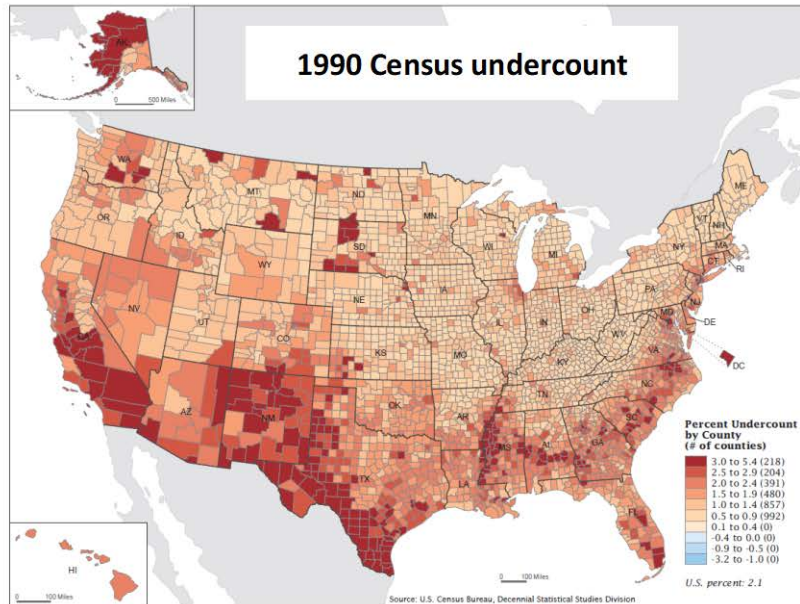 1990 Census undercount
AK
0 500 Miles
WA
MT
ND
MN
ME
OR
ID
SD
WI
VT
NH
NY
MA
CT
RI
WY
MI
NE
IA
PA
NJ
NV
UT
CO
IL
IN
OH
MD
DE
DC
CA
KS
MO
WV
VA
KY
AZ
NM
OK
AR
TN
NC
SC
MS
AL
GA
TX
LA
FL
Percent Undercount
by County
(# of counties)
3.0 to 5.4 (218)
2.5 to 2.9 (204)
2.0 to 2.4 (391)
1.5 to 1.9 (480)
1.0 to 1.4 (857)
0.5 to 0.9 (992)
0.1 to 0.4 (0)
-0.4 to 0.0 (0)
-0.9 to -0.5 (0)
-3.2 to -1.0 (0)
U.S. percent: 2.1
HI
0 100 Miles
0 100 Miles
Source: U.S. Census Bureau, Decennial Statistical Studies Division